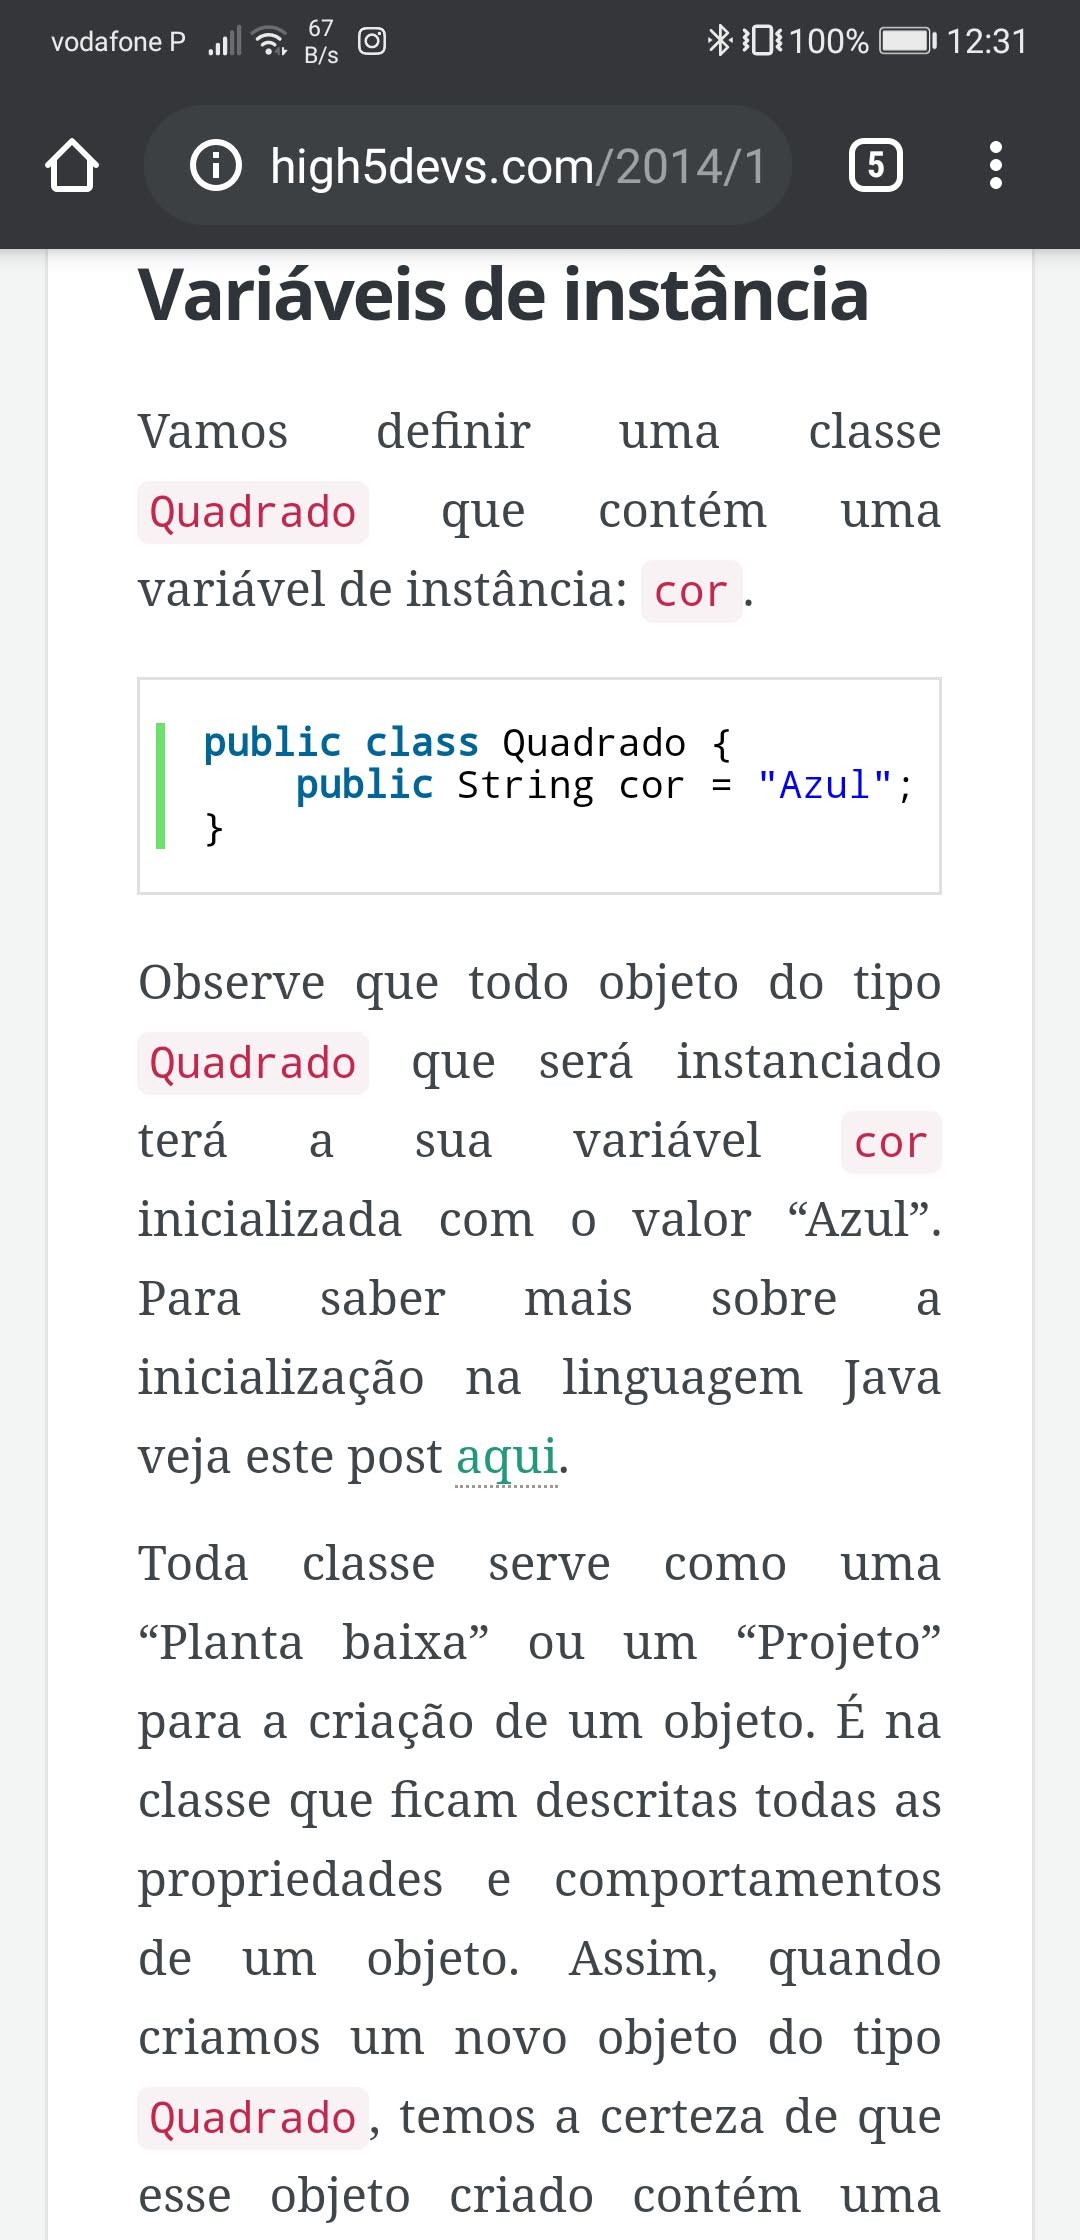 vodafone P 67 B/s 100% 12:31
high5devs.com/2014/1 5
Variáveis de instância
Vamos definir uma classe
Quadrado que contém uma
variável de instância: cor.
public class Quadrado {
    public String cor = "Azul";
}
Observe que todo objeto do tipo
Quadrado que será instanciado
terá a sua variável cor
inicializada com o valor “Azul”.
Para saber mais sobre a
inicialização na linguagem Java
veja este post aqui.
Toda classe serve como uma
“Planta baixa” ou um “Projeto”
para a criação de um objeto. É na
classe que ficam descritas todas as
propriedades e comportamentos
de um objeto. Assim, quando
criamos um novo objeto do tipo
Quadrado, temos a certeza de que
esse objeto criado contém uma